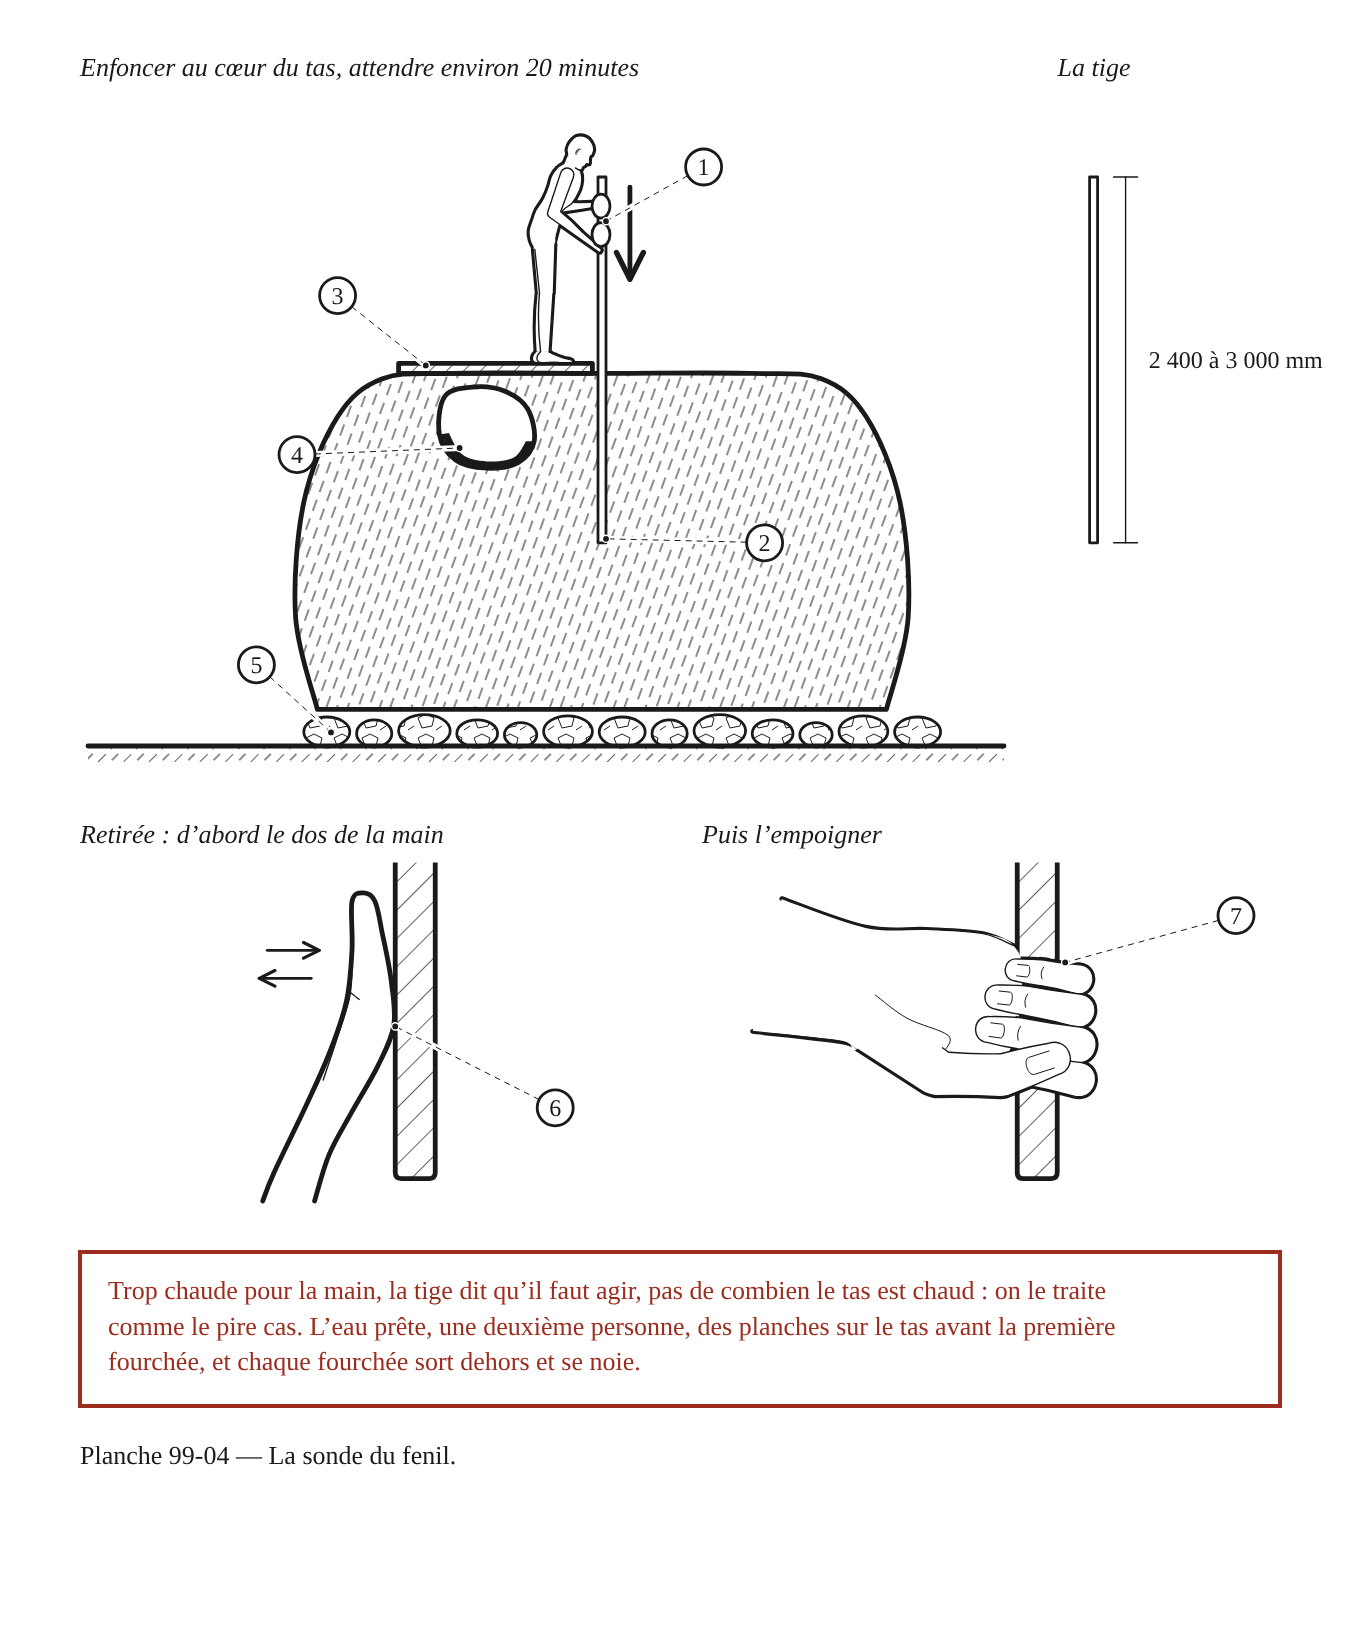 Enfoncer au cœur du tas, attendre environ 20 minutes
La tige
1
3
2 400 à 3 000 mm
4
2
5
Retirée : d’abord le dos de la main
Puis l’empoigner
7
6
Trop chaude pour la main, la tige dit qu’il faut agir, pas de combien le tas est chaud : on le traite
comme le pire cas. L’eau prête, une deuxième personne, des planches sur le tas avant la première
fourchée, et chaque fourchée sort dehors et se noie.
Planche 99-04 — La sonde du fenil.